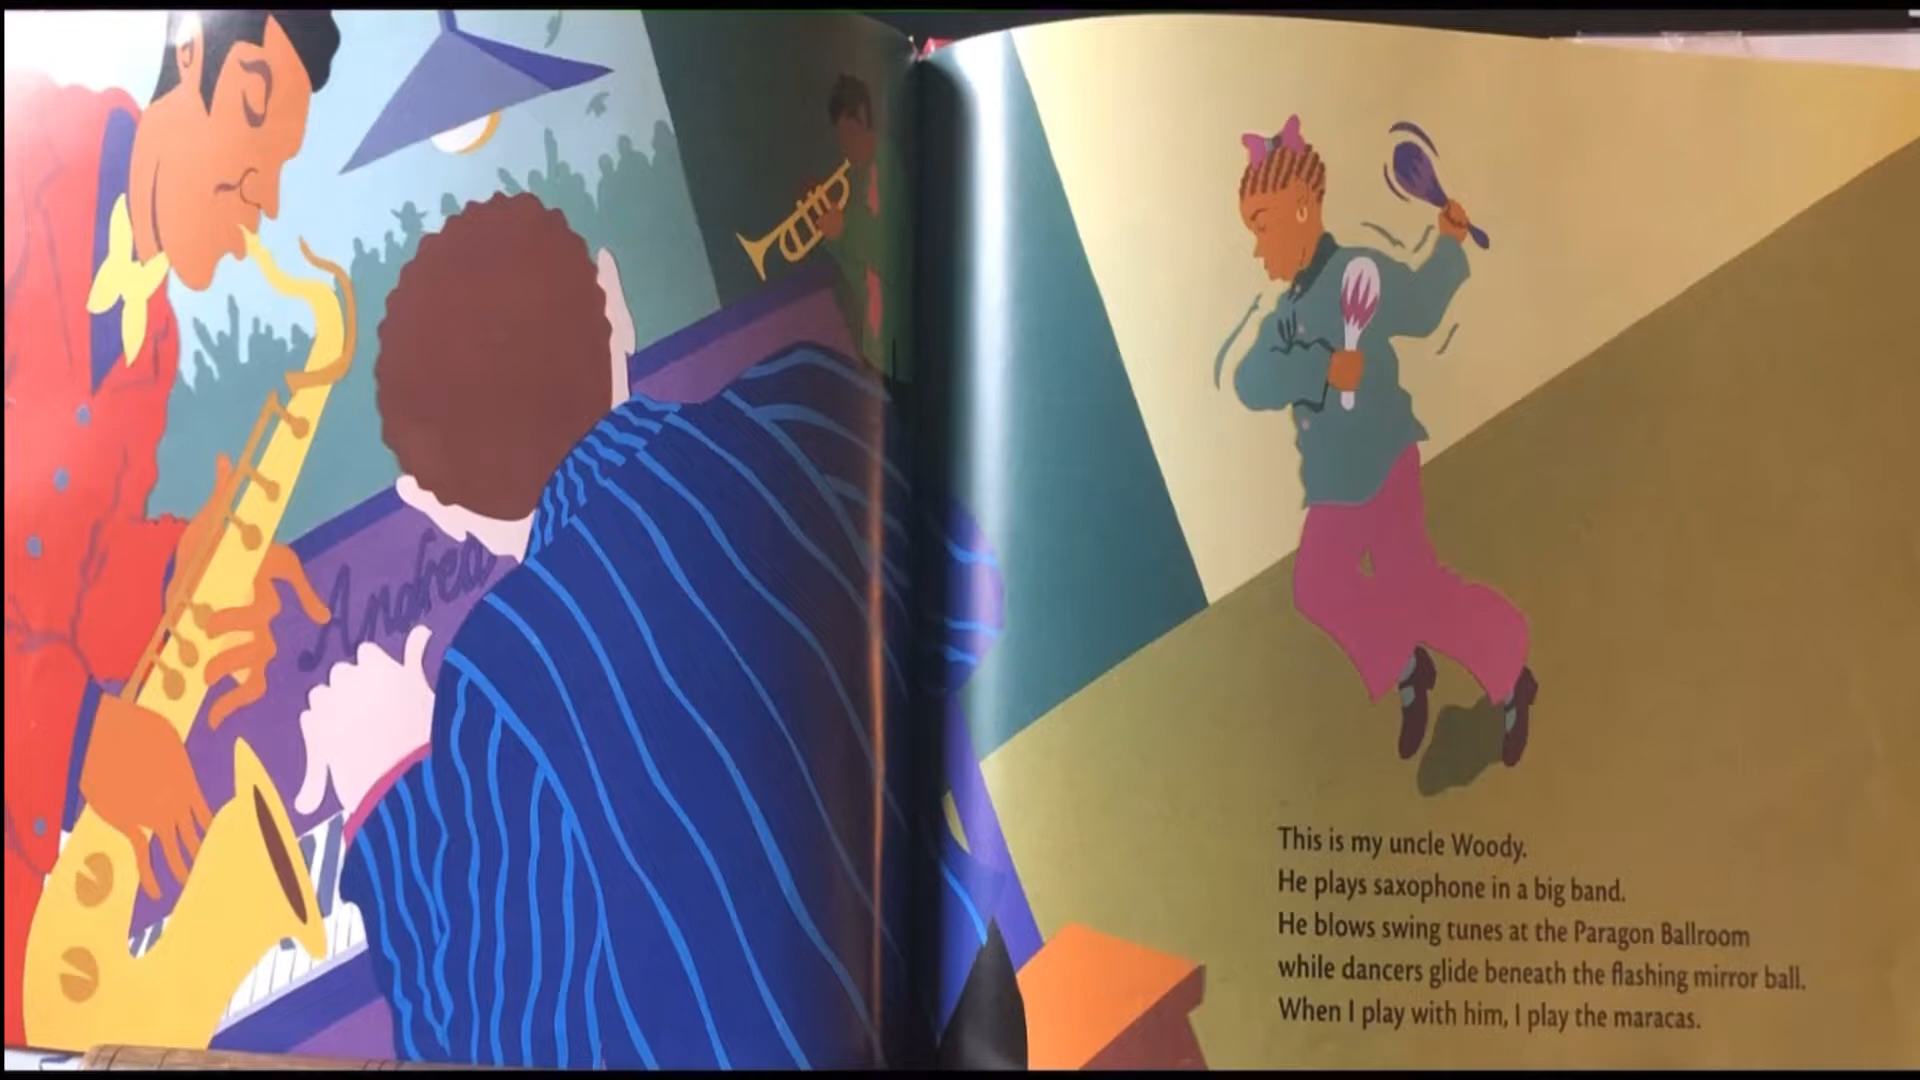 Andrea
This is my uncle Woody.
He plays saxophone in a big band.
He blows swing tunes at the Paragon Ballroom
while dancers glide beneath the flashing mirror ball.
When I play with him, I play the maracas.